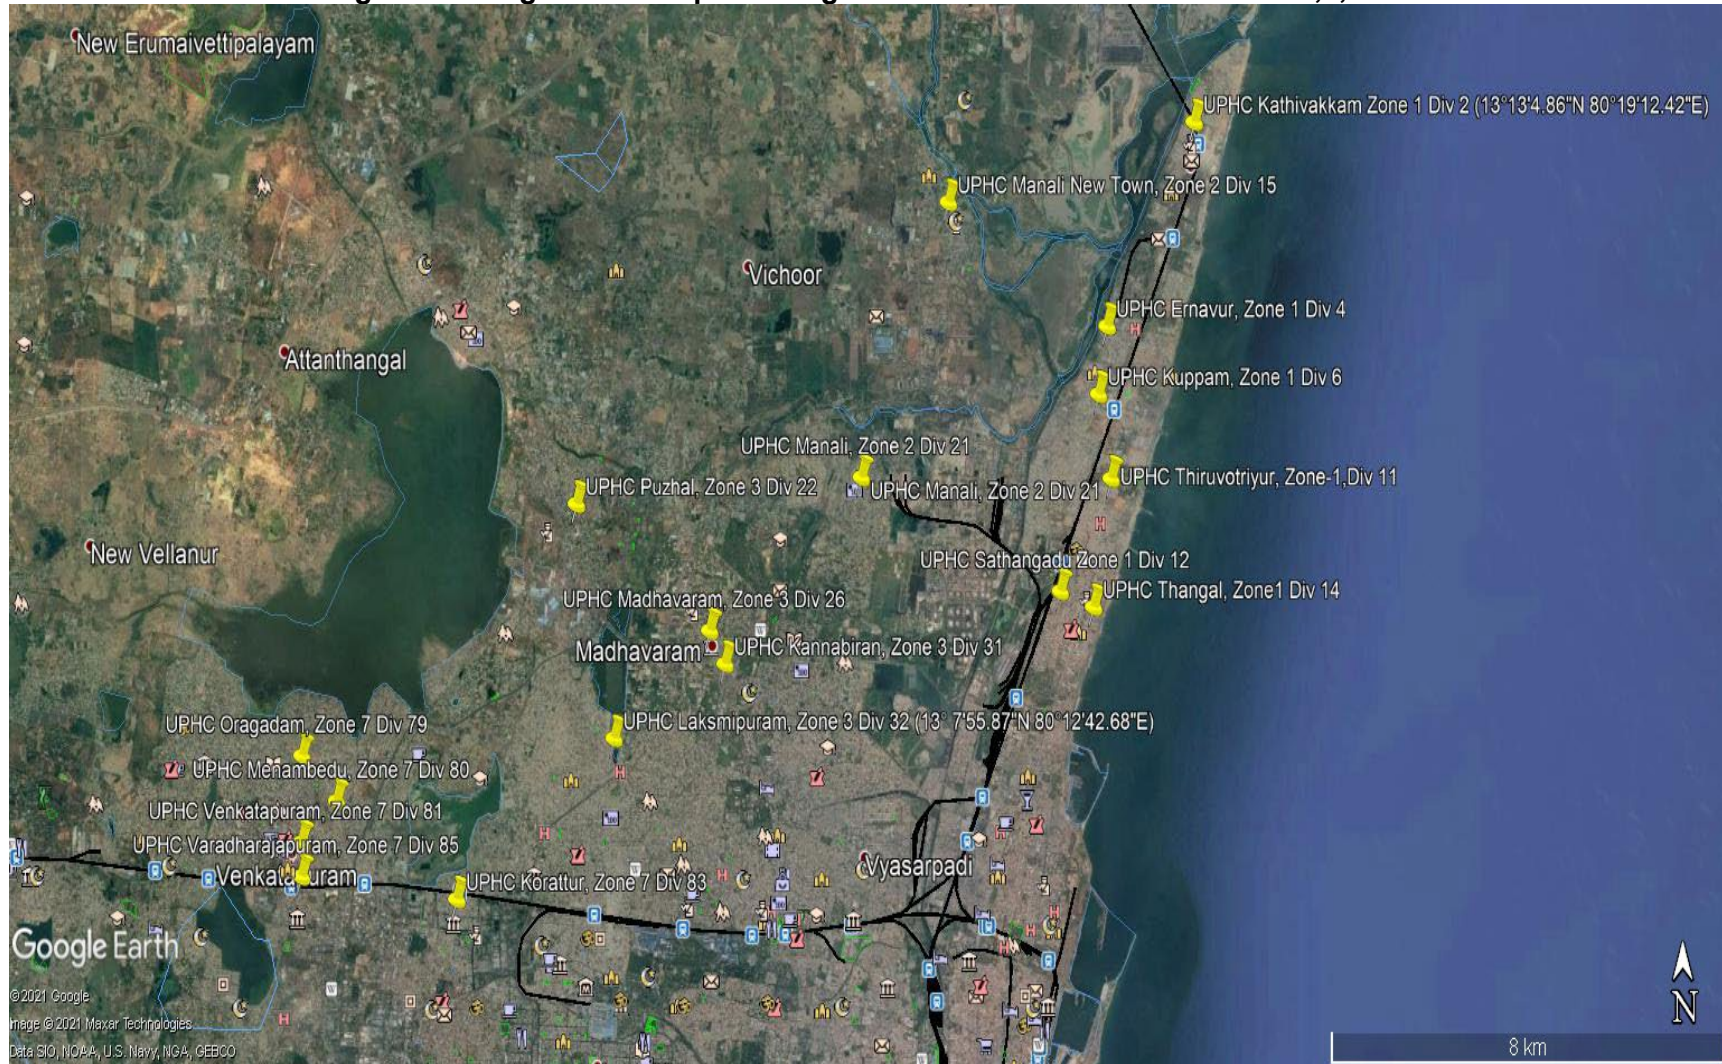 New Erumaivettipalayam
UPHC Kathivakkam Zone 1 Div 2 (13°13'4.86"N 80°19'12.42"E)
UPHC Manali New Town, Zone 2 Div 15
Vichoor
UPHC Ernavur, Zone 1 Div 4
Attanthangal
UPHC Kuppam, Zone 1 Div 6
UPHC Manali, Zone 2 Div 21
UPHC Thiruvotriyur, Zone-1,Div 11
UPHC Puzhal, Zone 3 Div 22
UPHC Manali, Zone 2 Div 21
New Vellanur
UPHC Sathangadu Zone 1 Div 12
UPHC Thangal, Zone1 Div 14
UPHC Madhavaram, Zone 3 Div 26
Madhavaram
UPHC Kannabiran, Zone 3 Div 31
UPHC Laksmipuram, Zone 3 Div 32 (13° 7'55.87"N 80°12'42.68"E)
UPHC Oragadam, Zone 7 Div 79
UPHC Menambedu, Zone 7 Div 80
UPHC Venkatapuram, Zone 7 Div 81
UPHC Varadharajapuram, Zone 7 Div 85
Vyasarpadi
Venkatapuram
UPHC Korattur, Zone 7 Div 83
Google Earth
©2021 Google
Image ©2021 Maxar Technologies
Data SIO, NOAA, U.S. Navy, NGA, GEBCO
N
8 km